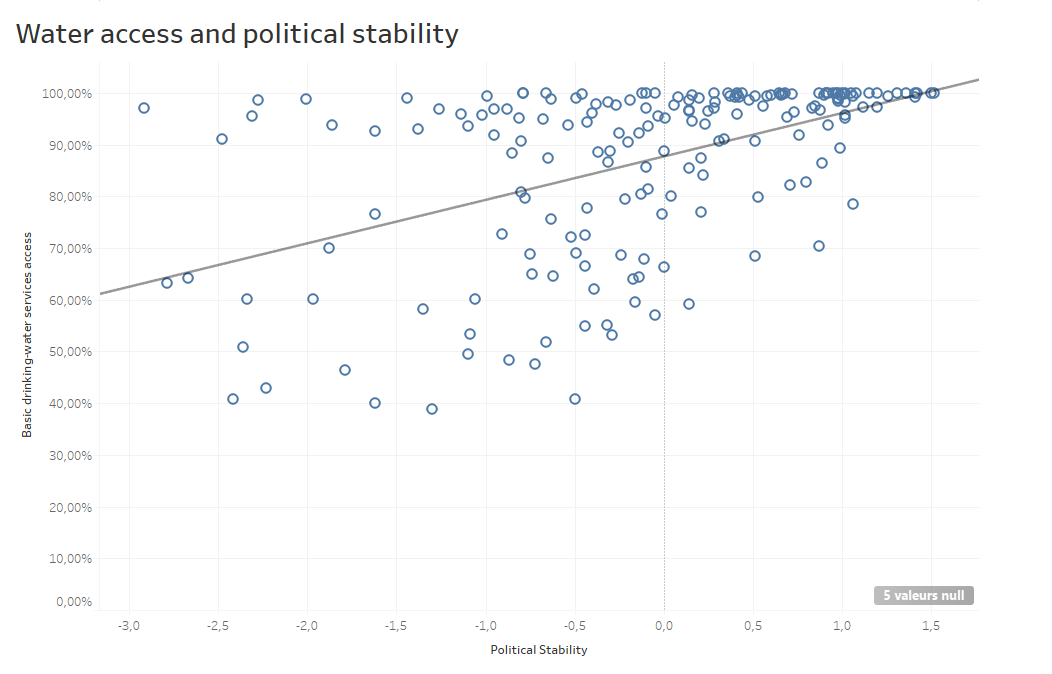 Water access and political stability
100,00%
90,00%
80,00%
70,00%
60,00%
50,00%
40,00%
30,00%
20,00%
10,00%
0,00%
Basic drinking-water services access
5 valeurs null
-3,0 -2,5 -2,0 -1,5 -1,0 -0,5 0,0 0,5 1,0 1,5
Political Stability